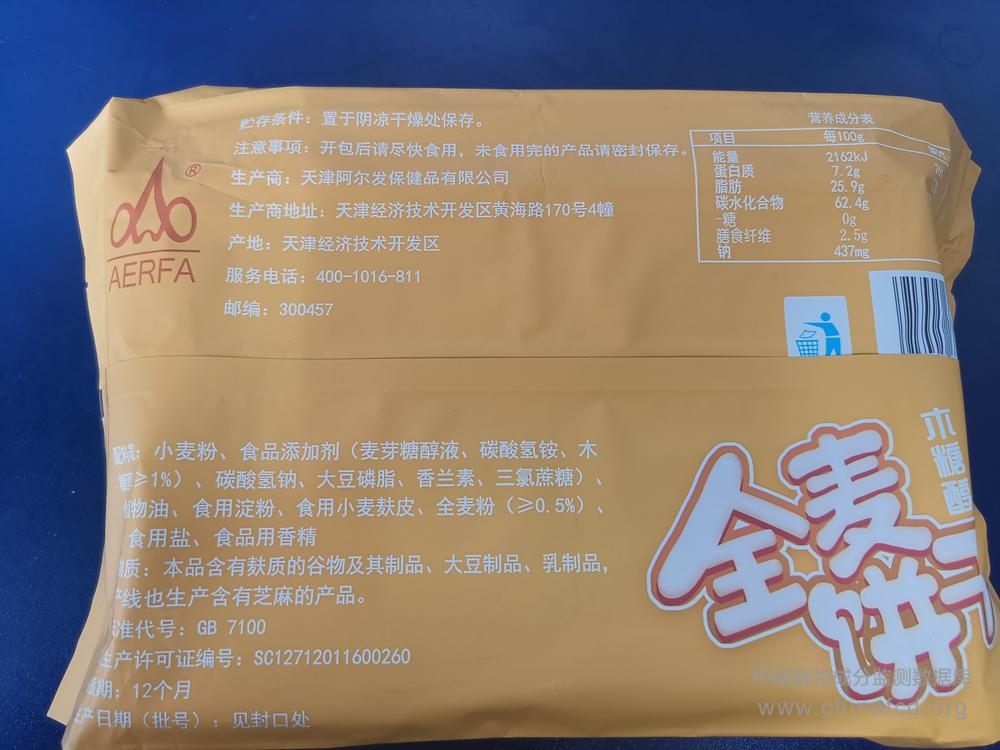 贮存条件：置于阴凉干燥处保存。
注意事项：开包后请尽快食用，未食用完的产品请密封保存。
生产商：天津阿尔发保健品有限公司
生产商地址：天津经济技术开发区黄海路170号4幢
产地：天津经济技术开发区
服务电话：400-1016-811
邮编：300457
®
AERFA
营养成分表
项目 每100g
能量 2162kJ
蛋白质 7.2g
脂肪 25.9g
碳水化合物 62.4g
-糖 0g
膳食纤维 2.5g
钠 437mg
配料表：小麦粉、食品添加剂（麦芽糖醇液、碳酸氢铵、木
≥1%）、碳酸氢钠、大豆磷脂、香兰素、三氯蔗糖）、
物油、食用淀粉、食用小麦麸皮、全麦粉（≥0.5%）、
食用盐、食品用香精
质：本品含有麸质的谷物及其制品、大豆制品、乳制品，
线也生产含有芝麻的产品。
准代号：GB 7100
生产许可证编号：SC12712011600260
期：12个月
产日期（批号）：见封口处
木糖醇
全麦
饼干
中国食物成分监测数据库
www.chinafcd.org